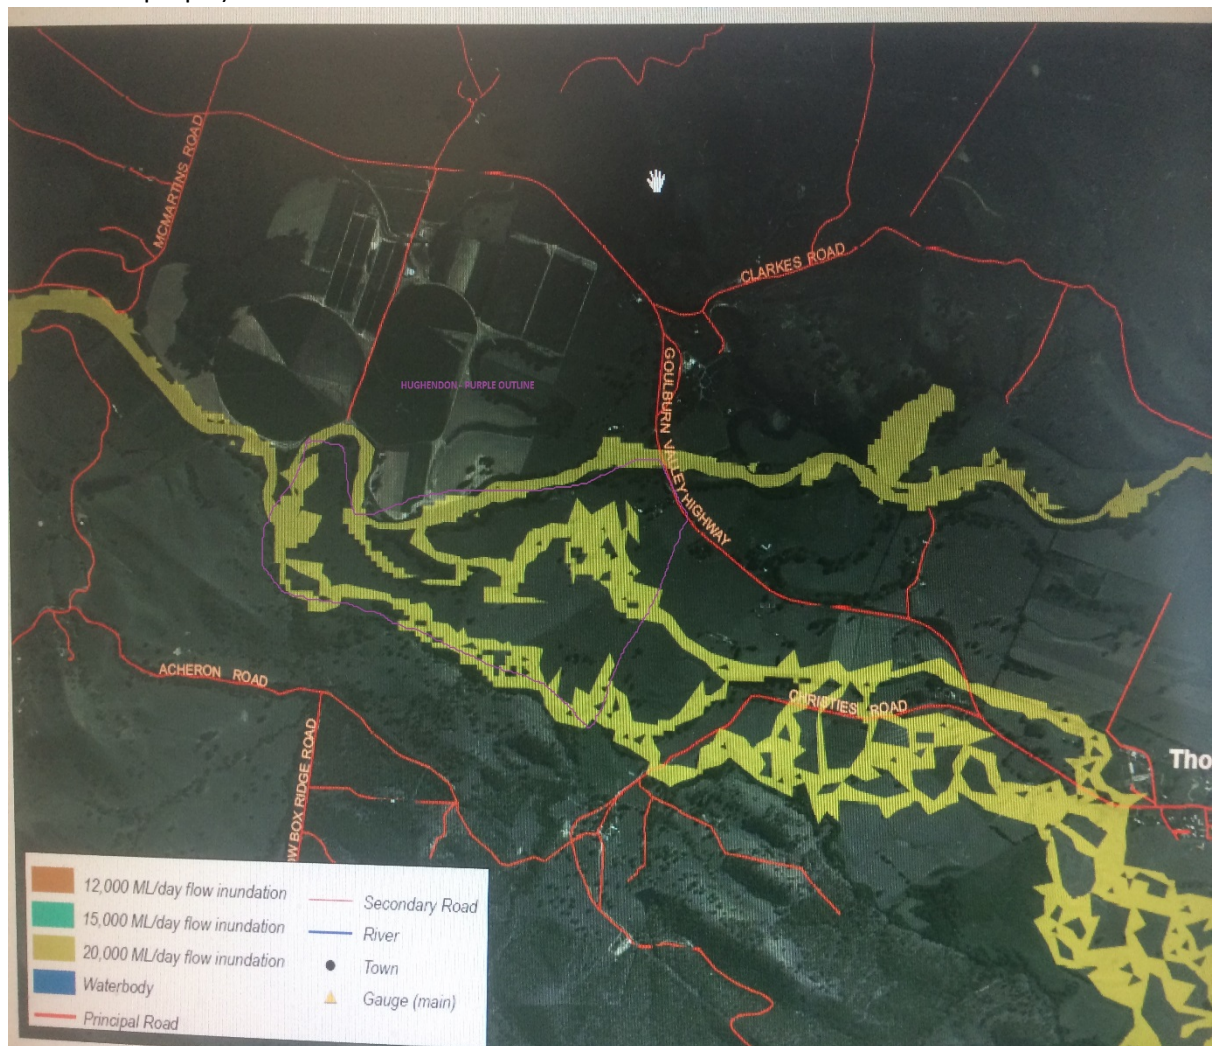 MCMARTINS ROAD
CLARKES ROAD
HUGHENDON - PURPLE OUTLINE
GOULBURN VALLEY HIGHWAY
ACHERON ROAD
CHRISTIES ROAD
Tho
OW BOX RIDGE ROAD
12,000 ML/day flow inundation
15,000 ML/day flow inundation
20,000 ML/day flow inundation
Waterbody
Principal Road
Secondary Road
River
Town
Gauge (main)